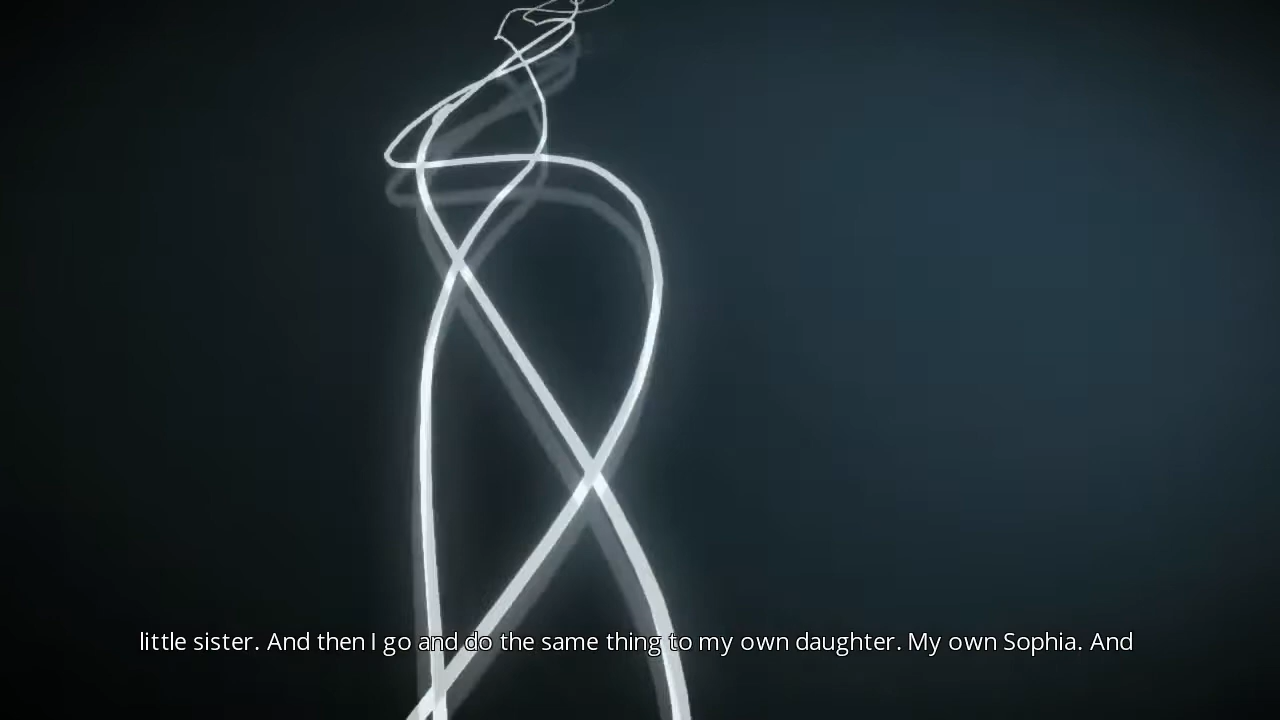 little sister. And then I go and do the same thing to my own daughter. My own Sophia. And